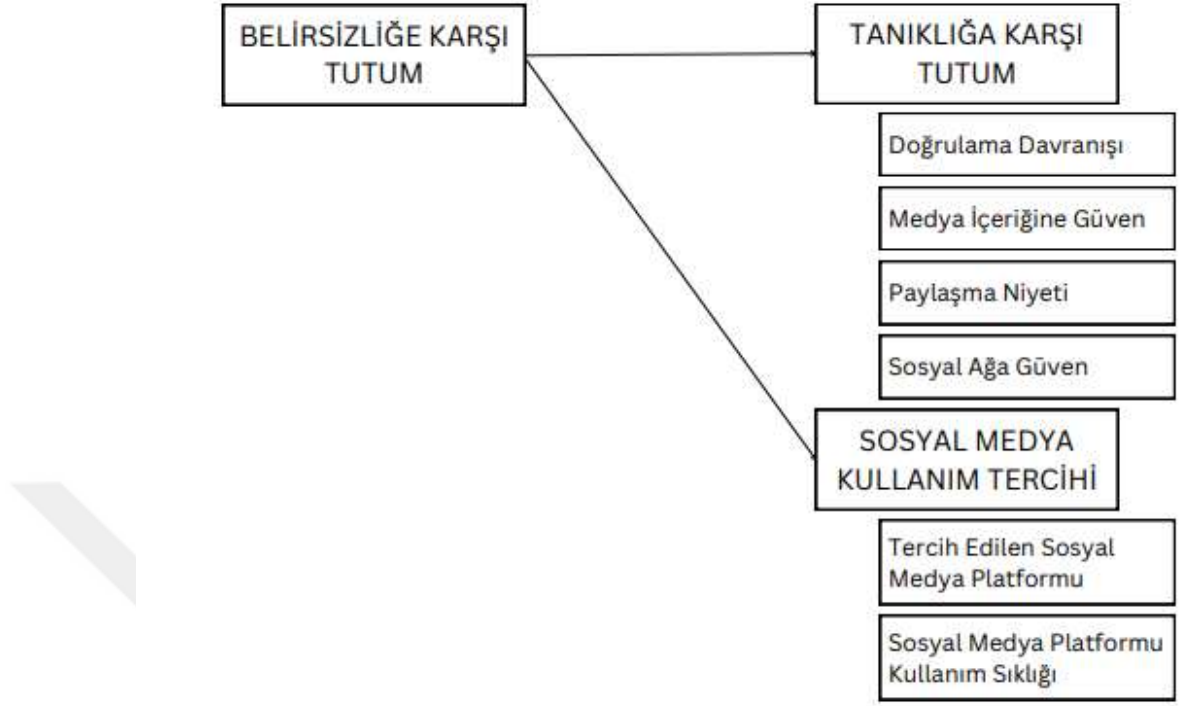 BELİRSİZLİĞE KARŞI
TUTUM
TANIKLIĞA KARŞI
TUTUM
Doğrulama Davranışı
Medya İçeriğine Güven
Paylaşma Niyeti
Sosyal Ağa Güven
SOSYAL MEDYA
KULLANIM TERCİHİ
Tercih Edilen Sosyal
Medya Platformu
Sosyal Medya Platformu
Kullanım Sıklığı